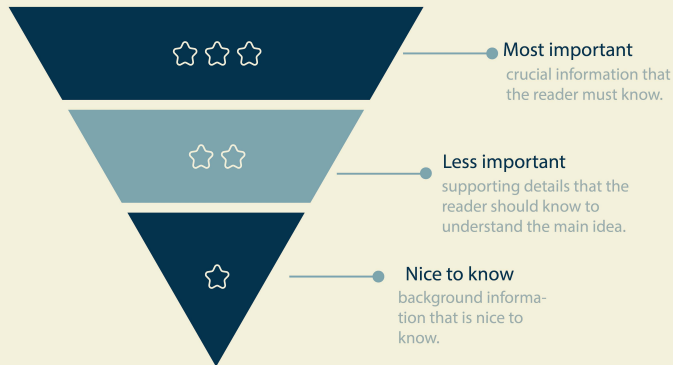 Most important
crucial information that
the reader must know.
Less important
supporting details that the
reader should know to
understand the main idea.
Nice to know
background informa-
tion that is nice to
know.